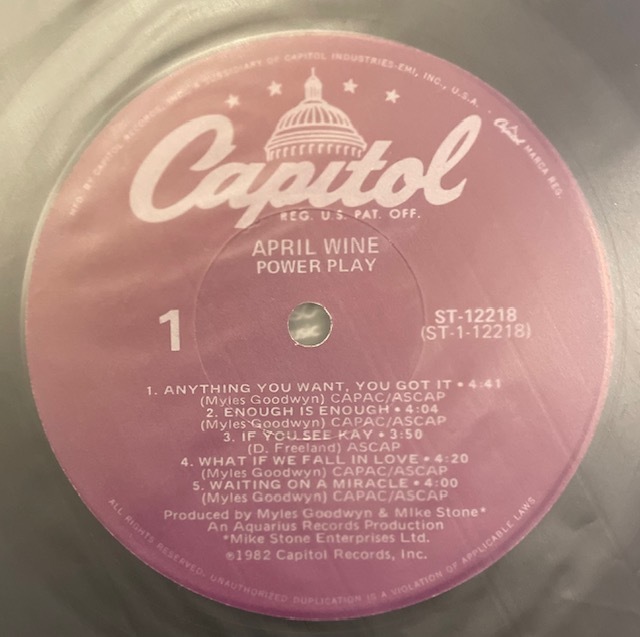 MFD. BY CAPITOL RECORDS, INC., A SUBSIDIARY OF CAPITOL INDUSTRIES-EMI, INC., U.S.A. • Capitol MARCA REG.
Capitol
REG. U.S. PAT. OFF.
APRIL WINE
POWER PLAY
1
ST-12218
(ST-1-12218)
1. ANYTHING YOU WANT, YOU GOT IT • 4:41
(Myles Goodwyn) CAPAC/ASCAP
2. ENOUGH IS ENOUGH • 4:04
(Myles Goodwyn) CAPAC/ASCAP
3. IF YOU SEE KAY • 3:50
(D. Freeland) ASCAP
4. WHAT IF WE FALL IN LOVE • 4:20
(Myles Goodwyn) CAPAC/ASCAP
5. WAITING ON A MIRACLE • 4:00
(Myles Goodwyn) CAPAC/ASCAP
Produced by Myles Goodwyn & Mike Stone*
An Aquarius Records Production
*Mike Stone Enterprises Ltd.
℗1982 Capitol Records, Inc.
ALL RIGHTS RESERVED. UNAUTHORIZED DUPLICATION IS A VIOLATION OF APPLICABLE LAWS